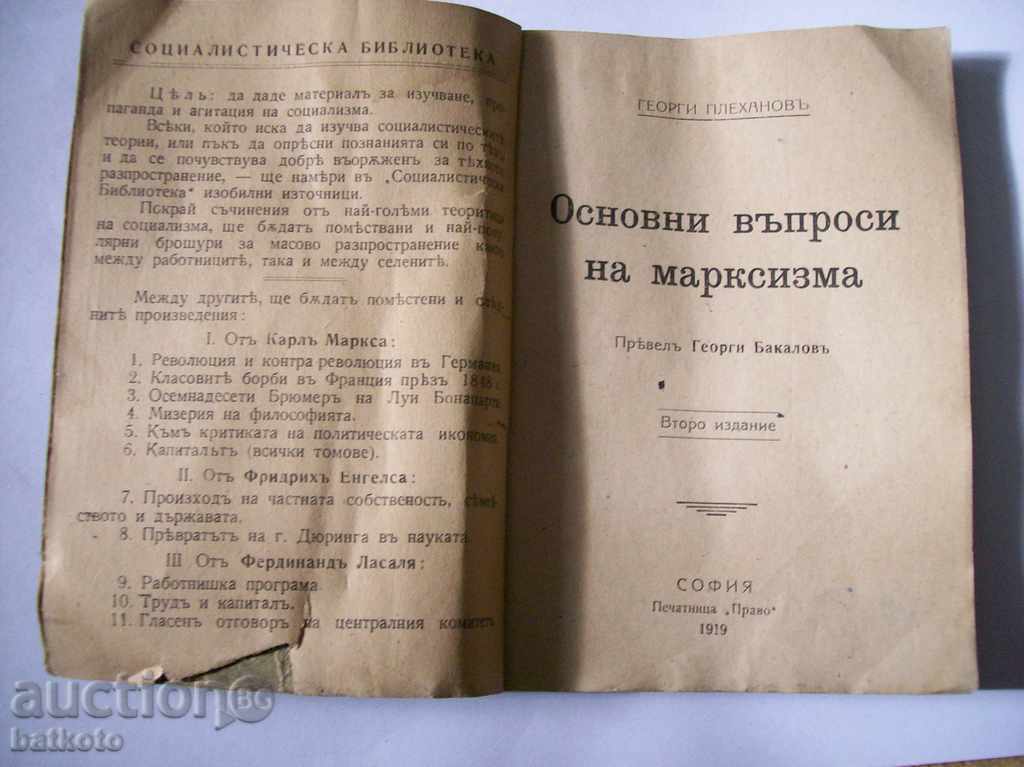 СОЦИАЛИСТИЧЕСКА БИБЛИОТЕКА
Цѣль: да даде материалъ за изучване,
паганда и агитация на социализма.
Всѣки, който иска да изучва социалистическитѣ
теории, или пъкъ да опрѣсни познанията си по тѣхъ
и да се почувствува добрѣ въорѫженъ за тѣхното
разпространение, — ще намѣри въ „Социалистическа
Библиотека“ изобилни източници.
Покрай съчинения отъ най-голѣми теоритици
на социализма, ще бѫдатъ помѣствани и най-попу
лярни брошури за масово разпространение както
между работницитѣ, така и между селенитѣ.
Между другитѣ, ще бѫдатъ помѣстени и слѣд-
нитѣ произведения:
I. Отъ Карлъ Маркса:
1. Революция и контра-революция въ Германия
2. Класовитѣ борби въ Франция прѣзъ 1848 г.
3. Осемнадесети Брюмеръ на Луи Бонапарта
4. Мизерия на философията.
5. Къмъ критиката на политическата икономия.
6. Капитальтъ (всички томове).
II. Отъ Фридрихъ Енгелса:
7. Произходъ на частната собственость, семѣй
ството и държавата.
8. Прѣвратътъ на г. Дюринга въ науката.
III Отъ Фердинандъ Ласаля:
9. Работнишка програма.
10. Трудъ и капиталъ.
11. Гласенъ отговоръ на централния комитетъ
ГЕОРГИ ПЛЕХАНОВЪ
Основни въпроси
на марксизма
Прѣвелъ Георги Бакаловъ
Второ издание
СОФИЯ
Печатница „Право“
1919
auction BG
batkoto